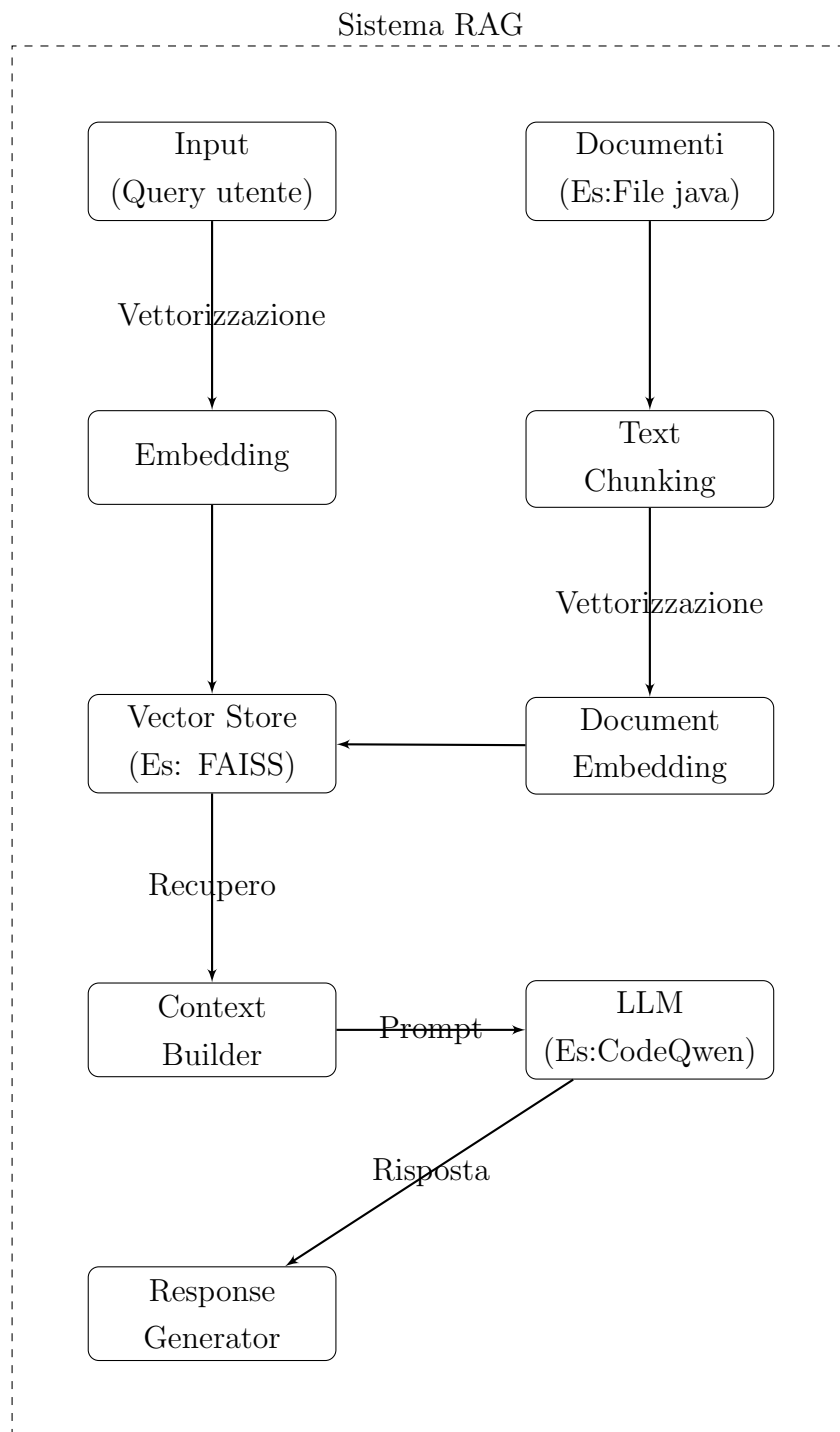 Sistema RAG
Input
(Query utente)
Documenti
(Es:File java)
Vettorizzazione
Embedding
Text
Chunking
Vettorizzazione
Vector Store
(Es: FAISS)
Document
Embedding
Recupero
Context
Builder
Prompt
LLM
(Es:CodeQwen)
Risposta
Response
Generator